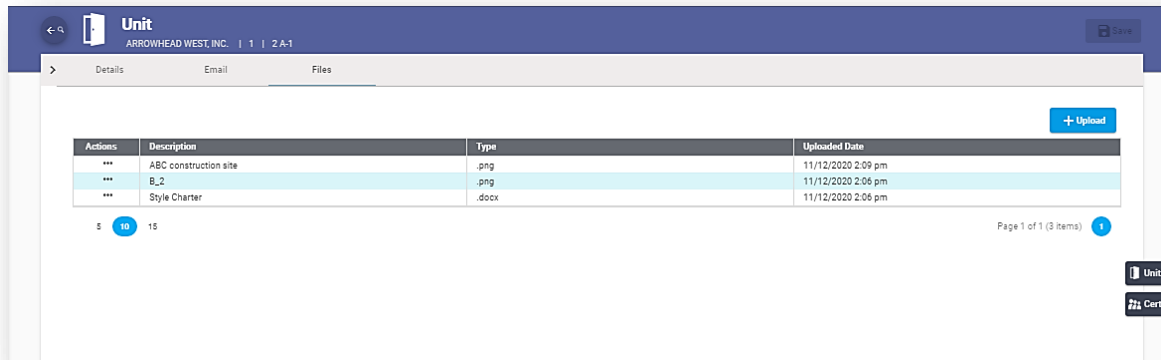 Unit
Save
ARROWHEAD WEST, INC. | 1 | 2 A-1
Details Email Files
+ Upload
Actions Description Type Uploaded Date
*** ABC construction site .png 11/12/2020 2:09 pm
*** B_2 .png 11/12/2020 2:06 pm
*** Style Charter .docx 11/12/2020 2:06 pm
5 10 15 Page 1 of 1 (3 items) 1
Unit
Cert